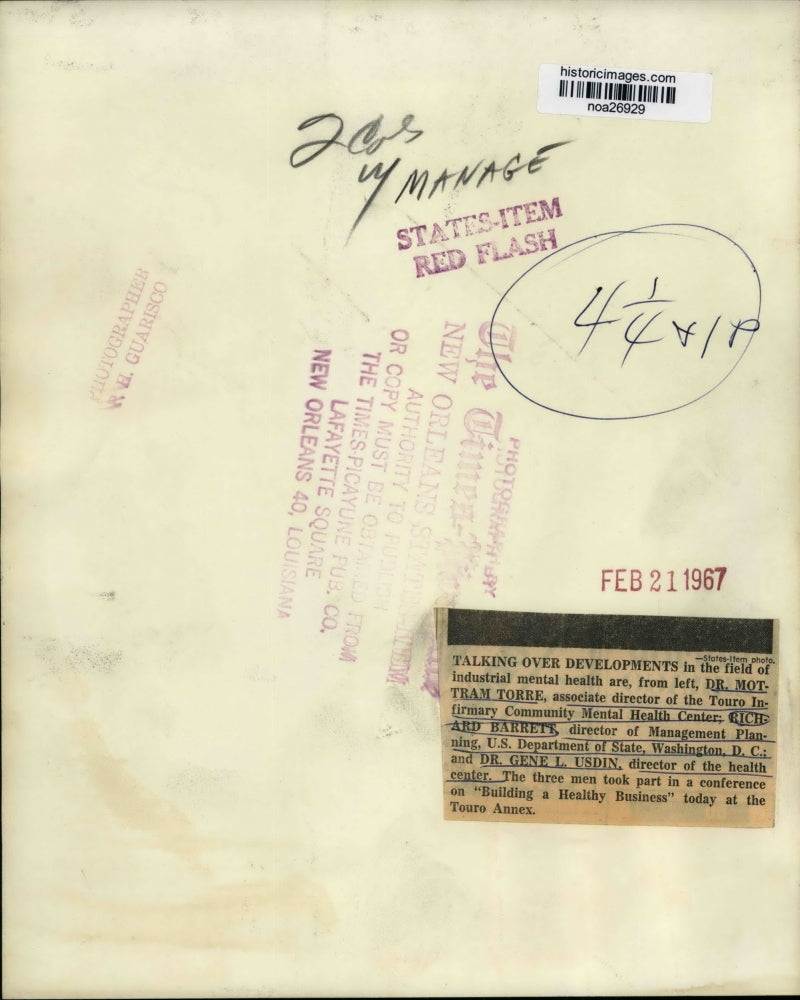 historicimages.com
noa26929
2 Cols
w/ MANAGE
STATES-ITEM
RED FLASH
4 1/4 x 18
PHOTOGRAPHER
W. H. GUARISCO
PHOTOGRAPH BY
The Times-
NEW ORLEANS STATES-ITEM
AUTHORITY TO PUBLISH
OR COPY MUST BE OBTAINED FROM
THE TIMES-PICAYUNE PUB. CO.
LAFAYETTE SQUARE
NEW ORLEANS 40, LOUISIANA
FEB 21 1967
—States-Item photo.
TALKING OVER DEVELOPMENTS in the field of
industrial mental health are, from left, DR. MOT-
TRAM TORRE, associate director of the Touro In-
firmary Community Mental Health Center; RICH-
ARD BARRETT, director of Management Plan-
ning, U.S. Department of State, Washington, D. C.;
and DR. GENE L. USDIN, director of the health
center. The three men took part in a conference
on “Building a Healthy Business” today at the
Touro Annex.